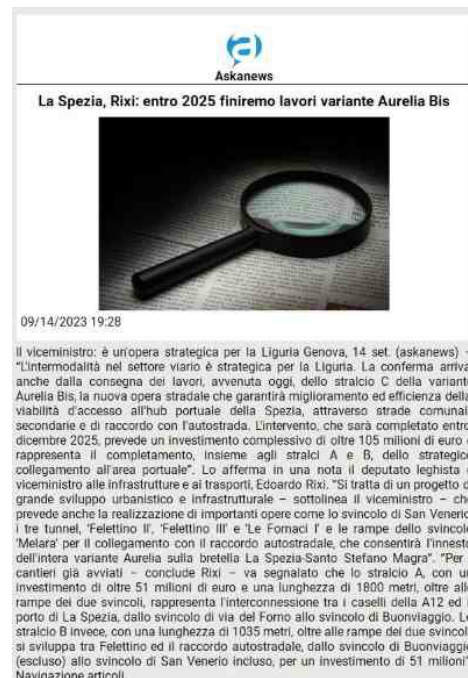 Askanews
La Spezia, Rixi: entro 2025 finiremo lavori variante Aurelia Bis
09/14/2023 19:28
Il viceministro: è un'opera strategica per la Liguria Genova, 14 set. (askanews) -
"L'intermodalità nel settore viario è strategica per la Liguria. La conferma arriva
anche dalla consegna dei lavori, avvenuta oggi, dello stralcio C della variant
Aurelia Bis, la nuova opera stradale che garantirà miglioramento ed efficienza della
viabilità d'accesso all'hub portuale della Spezia, attraverso strade comunal
secondarie e di raccordo con l'autostrada. L'intervento, che sarà completato entro
dicembre 2025, prevede un investimento complessivo di oltre 105 milioni di euro
rappresenta il completamento, insieme agli stralci A e B, dello strategico
collegamento all'area portuale". Lo afferma in una nota il deputato leghista
viceministro alle infrastrutture e ai trasporti, Edoardo Rixi. "Si tratta di un progetto d
grande sviluppo urbanistico e infrastrutturale – sottolinea il viceministro – ch
prevede anche la realizzazione di importanti opere come lo svincolo di San Venerio
i tre tunnel, 'Felettino II', 'Felettino III' e 'Le Fornaci I' e le rampe dello svincolo
'Melara' per il collegamento con il raccordo autostradale, che consentirà l'innesto
dell'intera variante Aurelia sulla bretella La Spezia-Santo Stefano Magra". "Per
cantieri già avviati – conclude Rixi – va segnalato che lo stralcio A, con un
investimento di oltre 51 milioni di euro e una lunghezza di 1800 metri, oltre alle
rampe dei due svincoli, rappresenta l'interconnessione tra i caselli della A12 ed
porto di La Spezia, dallo svincolo di via del Forno allo svincolo di Buonviaggio. Lo
stralcio B invece, con una lunghezza di 1035 metri, oltre alle rampe dei due svincoli
si sviluppa tra Felettino ed il raccordo autostradale, dallo svincolo di Buonviaggio
(escluso) allo svincolo di San Venerio incluso, per un investimento di 51 milioni".
Navigazione articoli